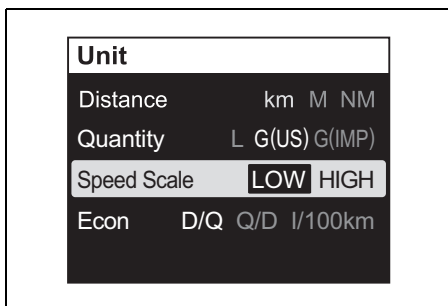 Unit
Distance km M NM
Quantity L G(US) G(IMP)
Speed Scale LOW HIGH
Econ D/Q Q/D l/100km